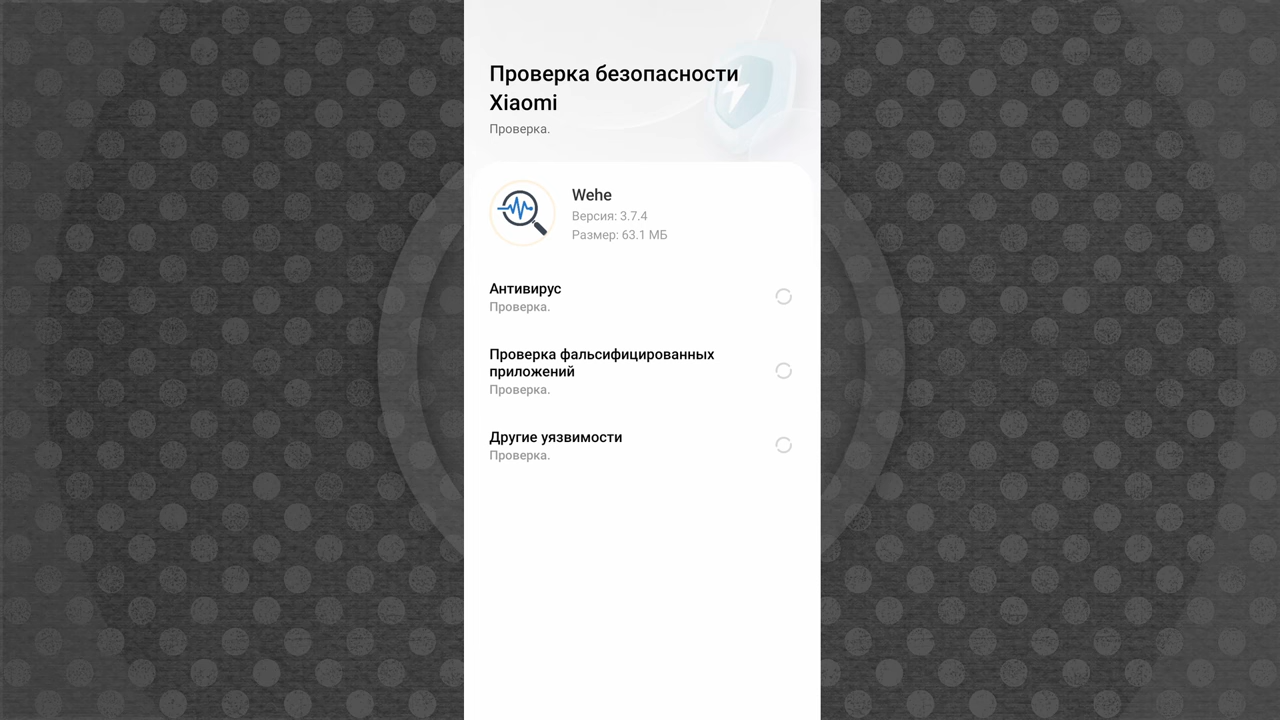 Проверка безопасности
Xiaomi
Проверка.
Wehe
Версия: 3.7.4
Размер: 63.1 МБ
Антивирус
Проверка.
Проверка фальсифицированных
приложений
Проверка.
Другие уязвимости
Проверка.